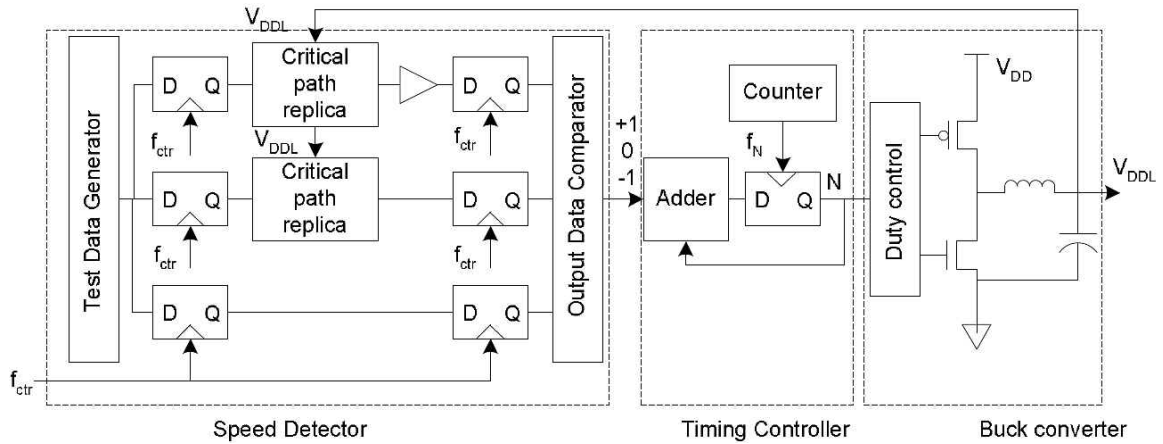 V_DDL
Test Data Generator
D Q
f_ctr
Critical
path
replica
D Q
f_ctr
V_DDL
D Q
f_ctr
Critical
path
replica
D Q
f_ctr
D Q
D Q
f_ctr
Output Data Comparator
Speed Detector
+1
0
-1
Adder
Counter
f_N
D Q
N
Timing Controller
Duty control
V_DD
V_DDL
Buck converter